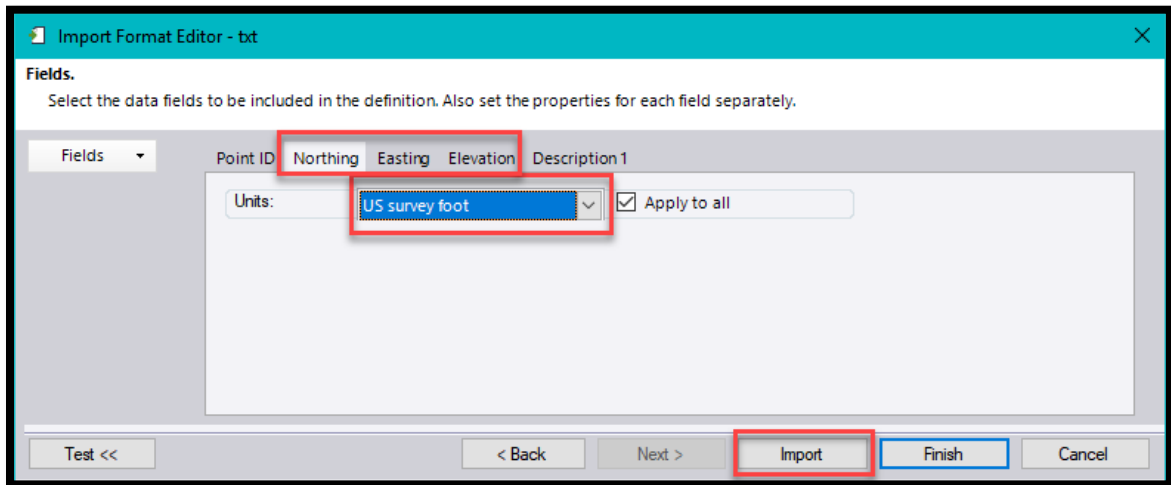 Import Format Editor - txt
Fields.
Select the data fields to be included in the definition. Also set the properties for each field separately.
Fields
Point ID Northing Easting Elevation Description 1
Units: US survey foot Apply to all
Test << < Back Next > Import Finish Cancel